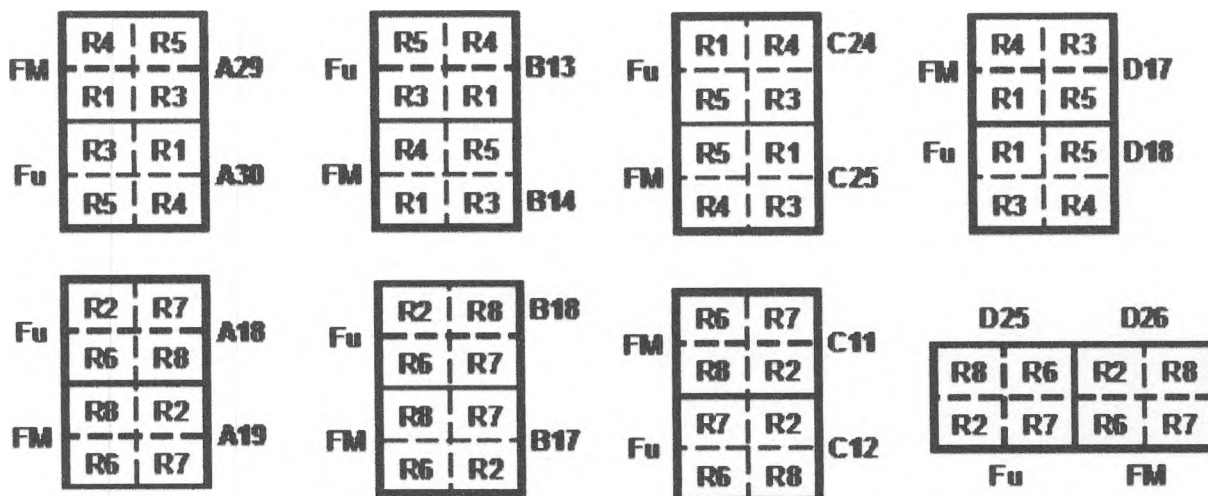 R4 R5 R5 R4 R1 R4 C24 R4 R3
FM A29 Fu B13 Fu FM D17
R1 R3 R3 R1 R5 R3 R1 R5
R3 R1 R4 R5 R5 R1 Fu R1 R5 D18
Fu A30 FM FM C25
R5 R4 R1 R3 B14 R4 R3 R3 R4
R2 R7 R2 R8 B18 R6 R7 D25 D26
Fu A18 Fu FM C11
R6 R8 R6 R7 R8 R2 R8 R6 R2 R8
R8 R2 R8 R7 R7 R2 R2 R7 R6 R7
FM A19 FM B17 Fu C12
R6 R7 R6 R2 R6 R8 Fu FM